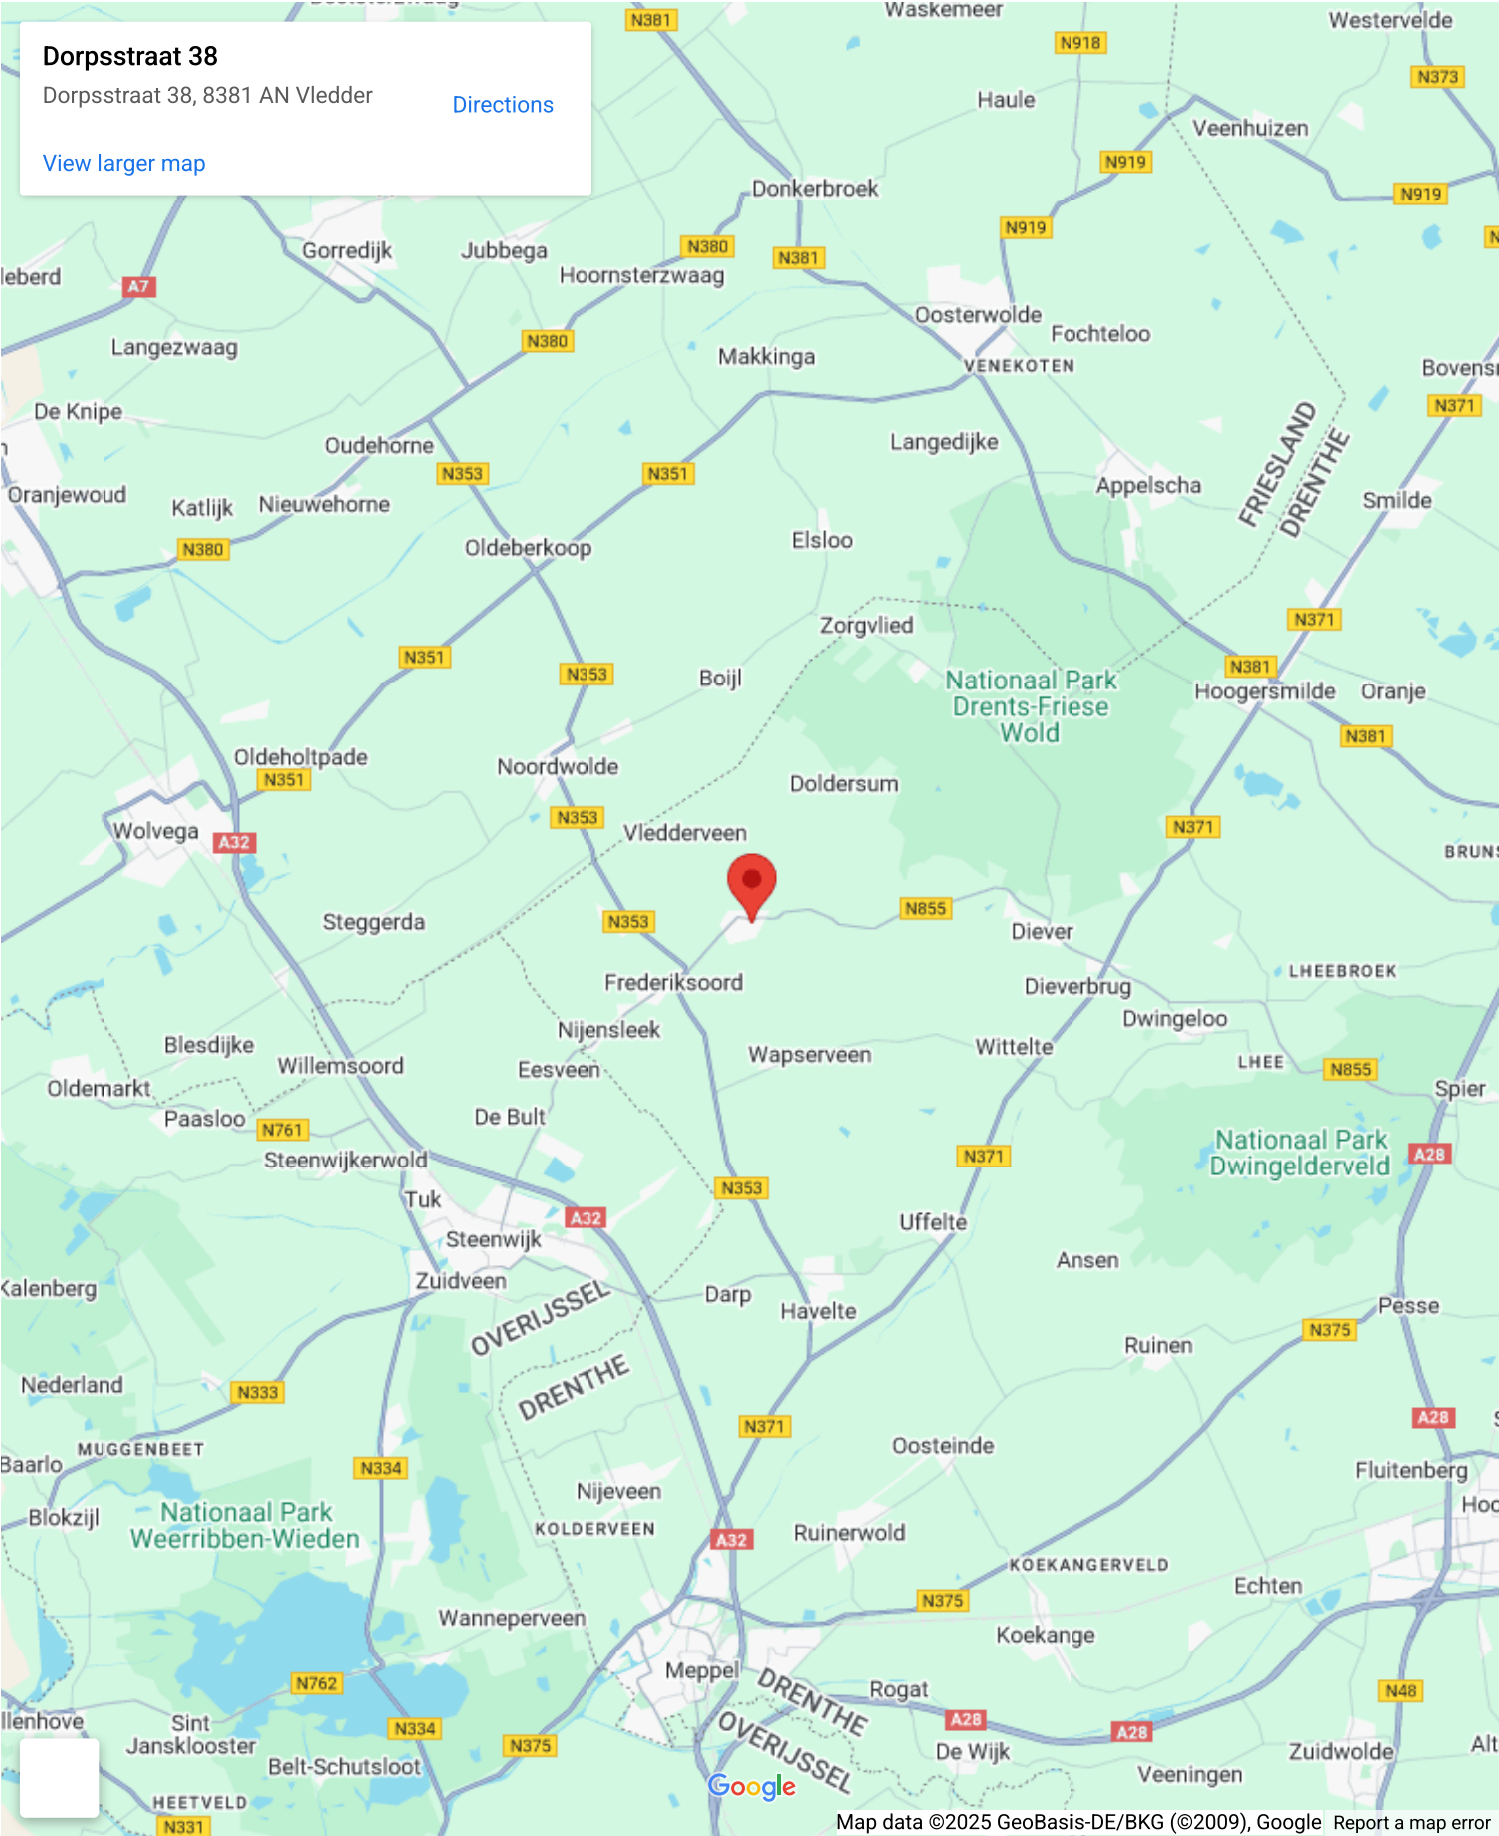 Dorpsstraat 38
Dorpsstraat 38, 8381 AN Vledder
Directions
View larger map
N381
Waskemeer
Westervelde
N918
N373
Haule
Veenhuizen
N919
Donkerbroek
N919
N919
Gorredijk
Jubbega
N380
N381
Hoornsterzwaag
A7
Oosterwolde
Fochteloo
N380
Langezwaag
Makkinga
VENEKOTEN
De Knipe
N371
Oudehorne
Langedijke
FRIESLAND
DRENTHE
N353
N351
Appelscha
Oranjewoud
Katlijk
Nieuwehorne
Smilde
N380
Oldeberkoop
Elsloo
Zorgvlied
N371
N351
N353
Boijl
N381
Nationaal Park
Drents-Friese
Wold
Hoogersmilde
Oranje
N381
Oldeholtpade
N351
Noordwolde
Doldersum
N353
Vledderveen
N371
Wolvega
A32
Steggerda
N353
N855
Diever
LHEEBROEK
Frederiksoord
Dieverbrug
Dwingeloo
Nijensleek
Blesdijke
Wapserveen
Wittelte
Willemsoord
Eesveen
LHEE
N855
Oldemarkt
Spier
Paasloo
De Bult
N761
Nationaal Park
Dwingelderveld
A28
Steenwijkerwold
N371
N353
Tuk
A32
Uffelte
Steenwijk
Ansen
Zuidveen
Kalenberg
Darp
Havelte
OVERIJSSEL
DRENTHE
Pesse
N375
Ruinen
Nederland
N333
A28
N371
MUGGENBEET
Oosteinde
Baarlo
N334
Fluitenberg
Nijeveen
Blokzijl
Nationaal Park
Weerribben-Wieden
KOLDERVEEN
A32
Ruinerwold
KOEKANGERVELD
Echten
N375
Wanneperveen
Koekange
Meppel
N762
DRENTHE
OVERIJSSEL
Rogat
N48
A28
A28
Sint
Jansklooster
N334
N375
De Wijk
Zuidwolde
Belt-Schutsloot
Veeningen
Google
HEETVELD
N331
Map data ©2025 GeoBasis-DE/BKG (©2009), Google
Report a map error